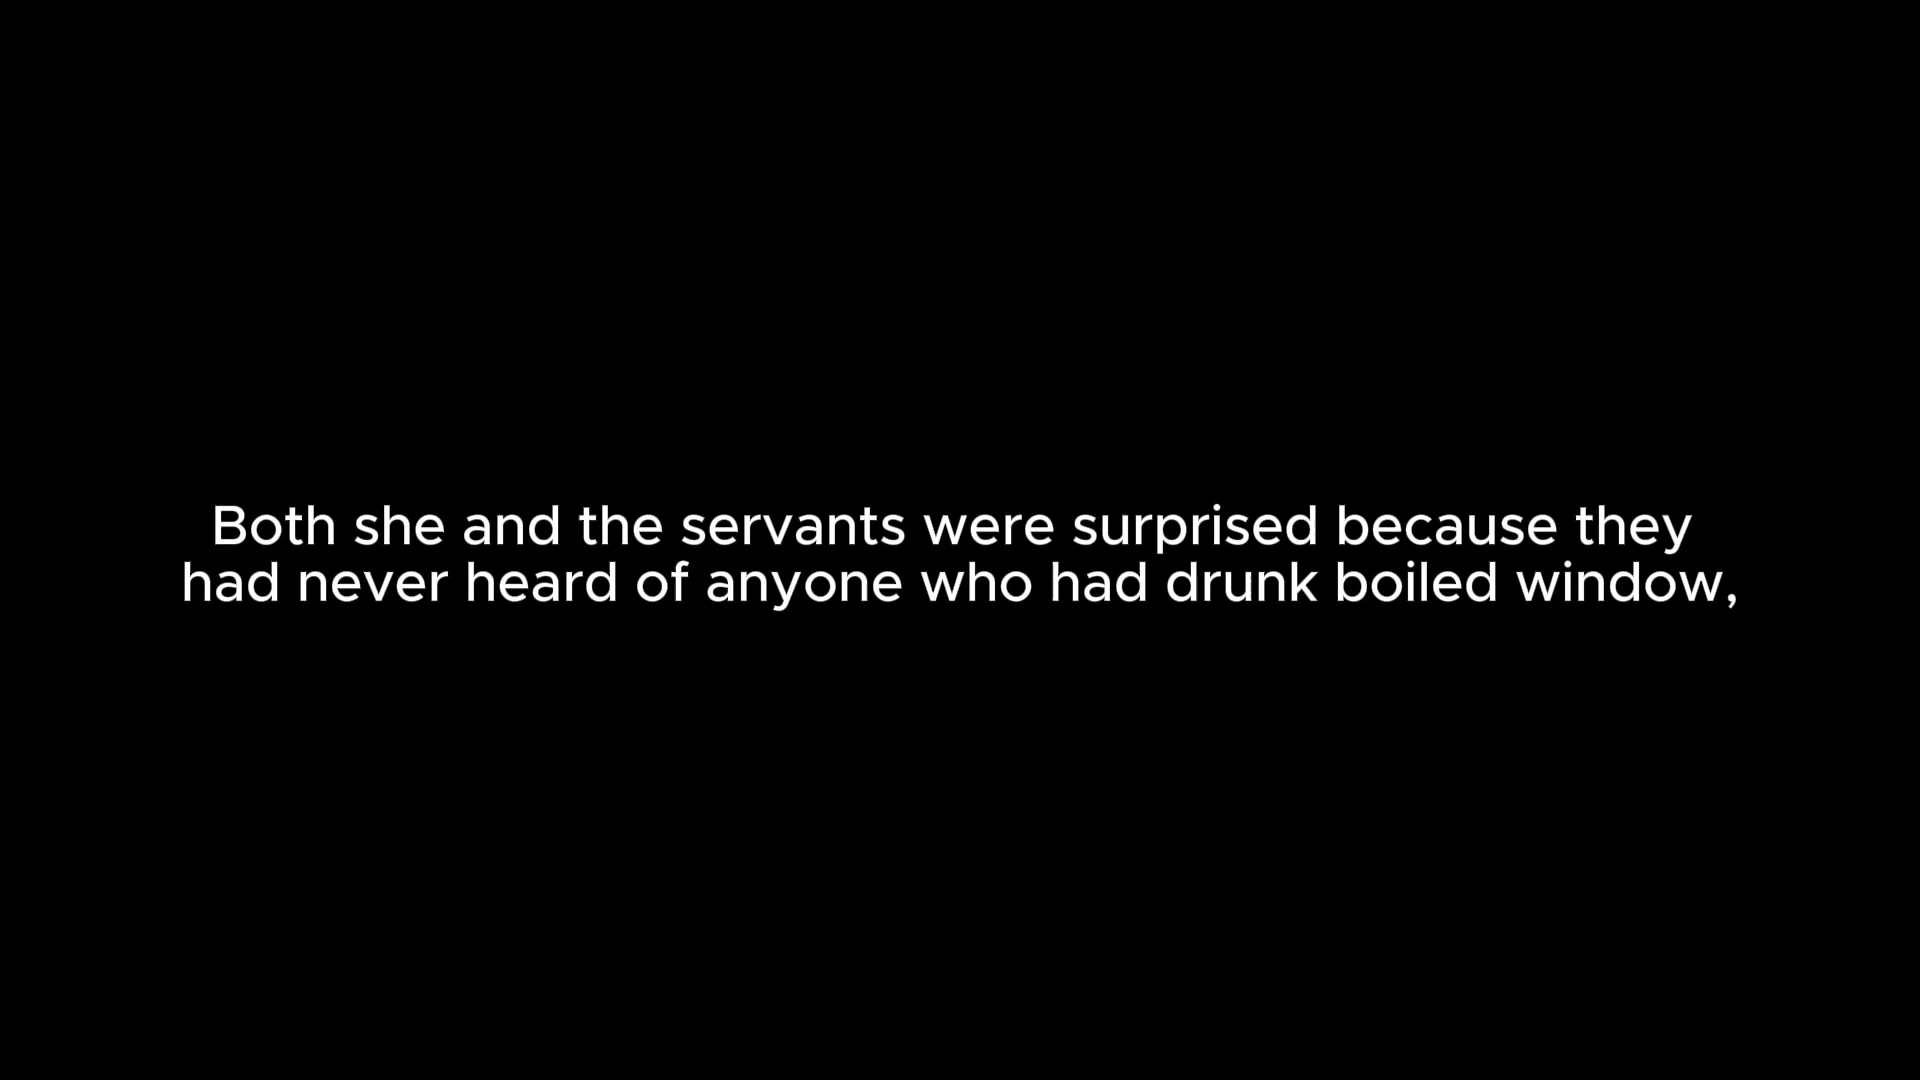 Both she and the servants were surprised because they
had never heard of anyone who had drunk boiled window,